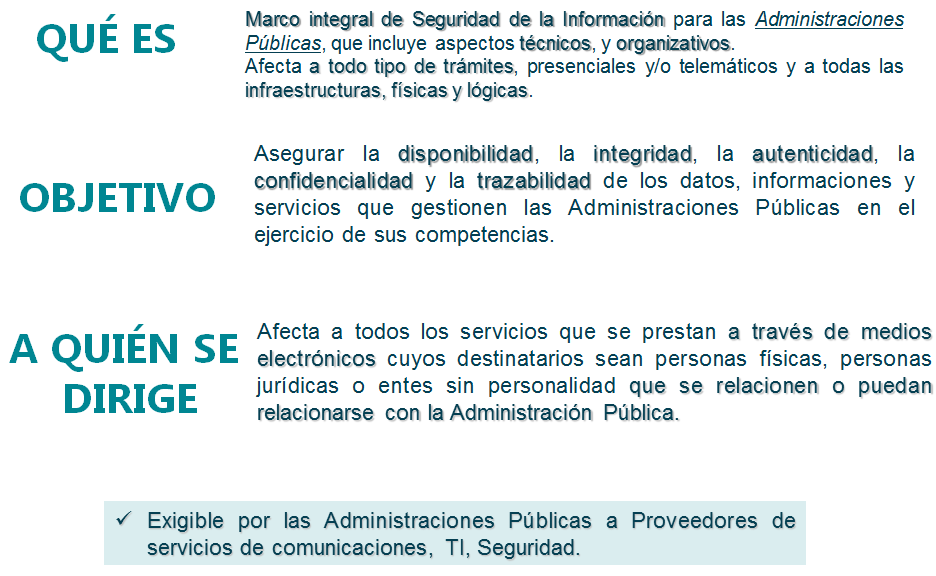 QUÉ ES
Marco integral de Seguridad de la Información para las Administraciones
Públicas, que incluye aspectos técnicos, y organizativos.
Afecta a todo tipo de trámites, presenciales y/o telemáticos y a todas las
infraestructuras, físicas y lógicas.
OBJETIVO
Asegurar la disponibilidad, la integridad, la autenticidad, la
confidencialidad y la trazabilidad de los datos, informaciones y
servicios que gestionen las Administraciones Públicas en el
ejercicio de sus competencias.
A QUIÉN SE
DIRIGE
Afecta a todos los servicios que se prestan a través de medios
electrónicos cuyos destinatarios sean personas físicas, personas
jurídicas o entes sin personalidad que se relacionen o puedan
relacionarse con la Administración Pública.
✓ Exigible por las Administraciones Públicas a Proveedores de
servicios de comunicaciones, TI, Seguridad.